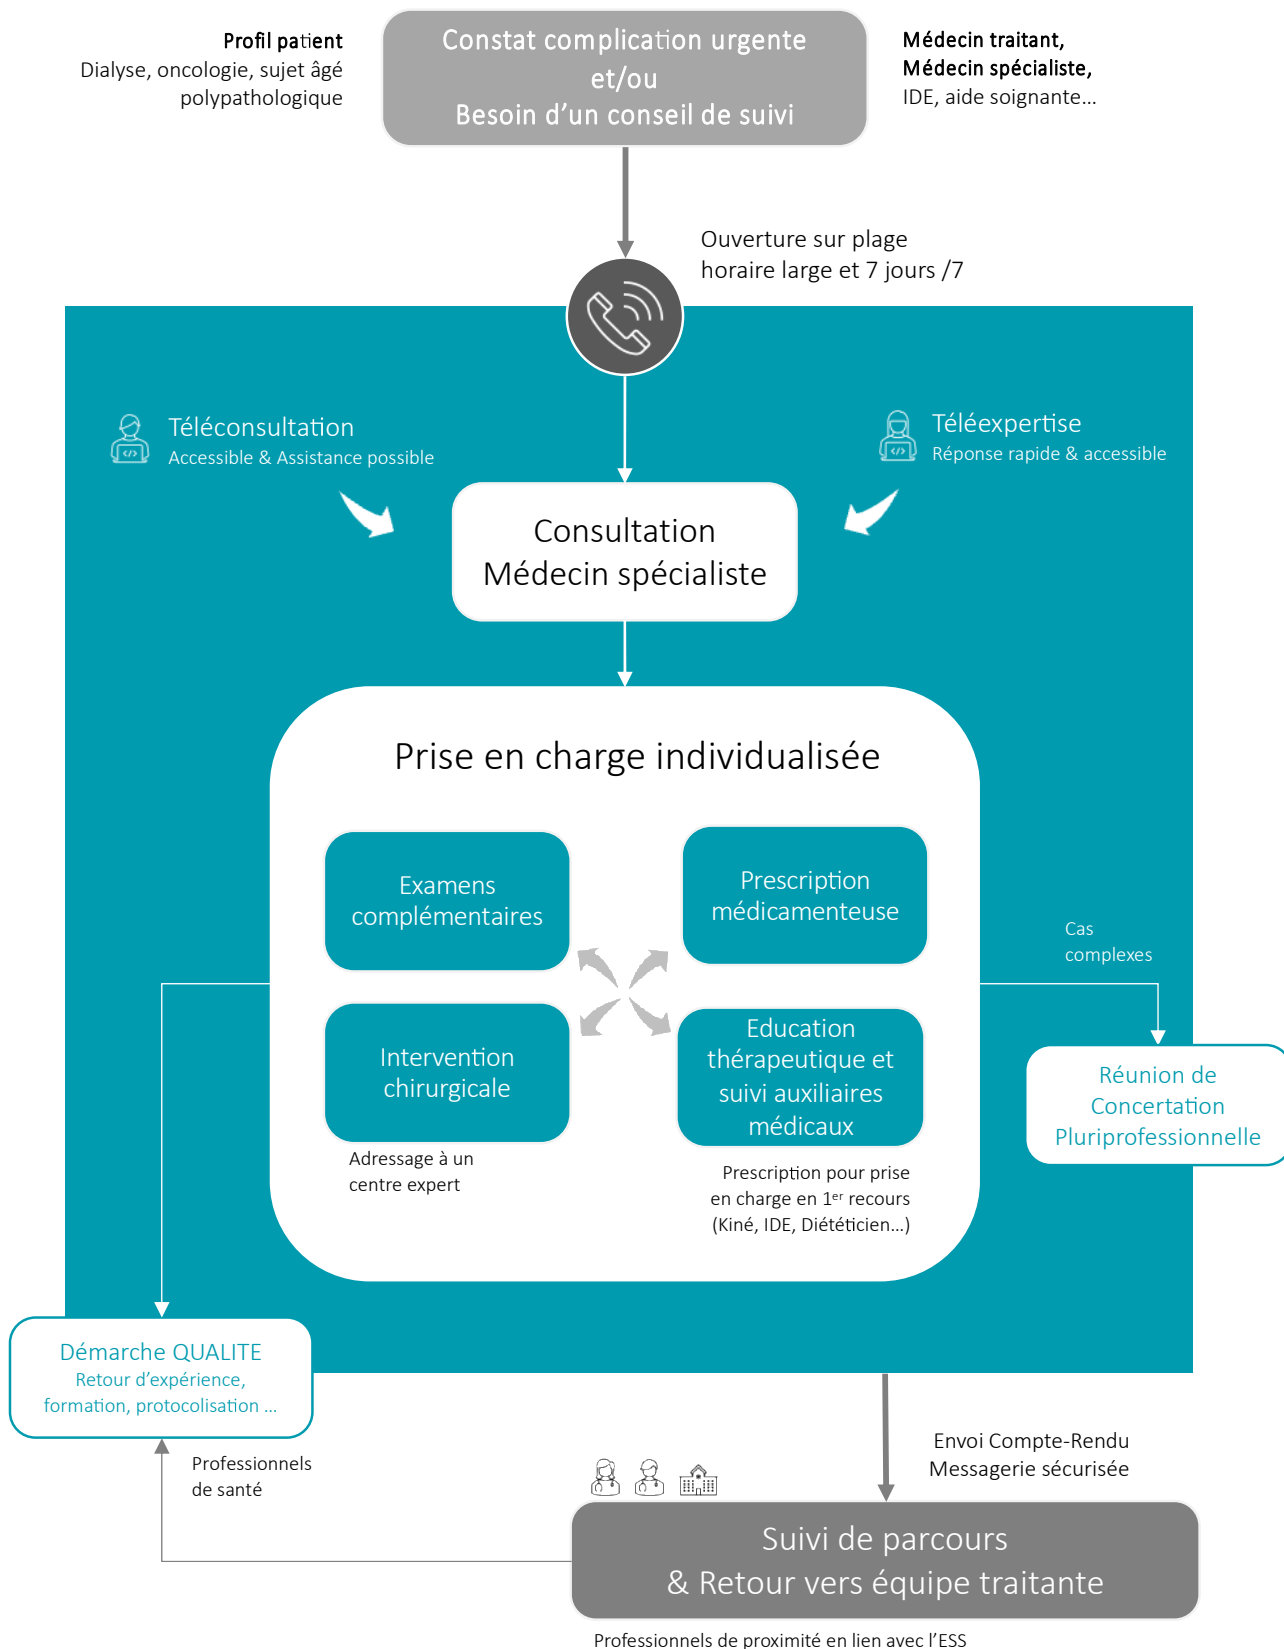 Profil patient
Dialyse, oncologie, sujet âgé
polypathologique
Constat complication urgente
et/ou
Besoin d’un conseil de suivi
Médecin traitant,
Médecin spécialiste,
IDE, aide soignante…
Ouverture sur plage
horaire large et 7 jours /7
Téléconsultation
Accessible & Assistance possible
Téléexpertise
Réponse rapide & accessible
Consultation
Médecin spécialiste
Prise en charge individualisée
Examens
complémentaires
Prescription
médicamenteuse
Cas
complexes
Intervention
chirurgicale
Education
thérapeutique et
suivi auxiliaires
médicaux
Réunion de
Concertation
Pluriprofessionnelle
Adressage à un
centre expert
Prescription pour prise
en charge en 1er recours
(Kiné, IDE, Diététicien…)
Démarche QUALITE
Retour d’expérience,
formation, protocolisation …
Professionnels
de santé
Envoi Compte-Rendu
Messagerie sécurisée
Suivi de parcours
& Retour vers équipe traitante
Professionnels de proximité en lien avec l’ESS